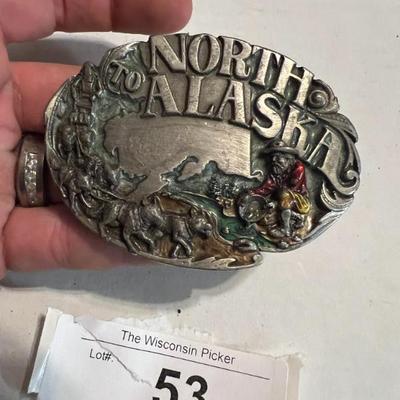 NORTH
TO ALASKA
The Wisconsin Picker
Lot#:
53